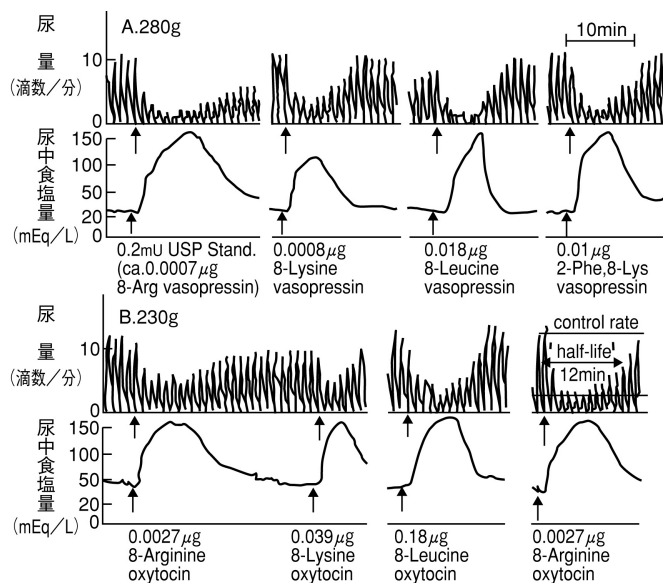 A.280g
尿
量
(滴数／分)
10
0
10min
尿中食塩量
(mEq／L)
150
100
50
20
0
0.2mU USP Stand.
(ca.0.0007μg
8-Arg vasopressin)
0.0008μg
8-Lysine
vasopressin
0.018μg
8-Leucine
vasopressin
0.01μg
2-Phe,8-Lys
vasopressin
B.230g
尿
量
(滴数／分)
10
0
control rate
'half-life'
12min
尿中食塩量
(mEq／L)
150
100
50
20
0
0.0027μg
8-Arginine
oxytocin
0.039μg
8-Lysine
oxytocin
0.18μg
8-Leucine
oxytocin
0.0027μg
8-Arginine
oxytocin